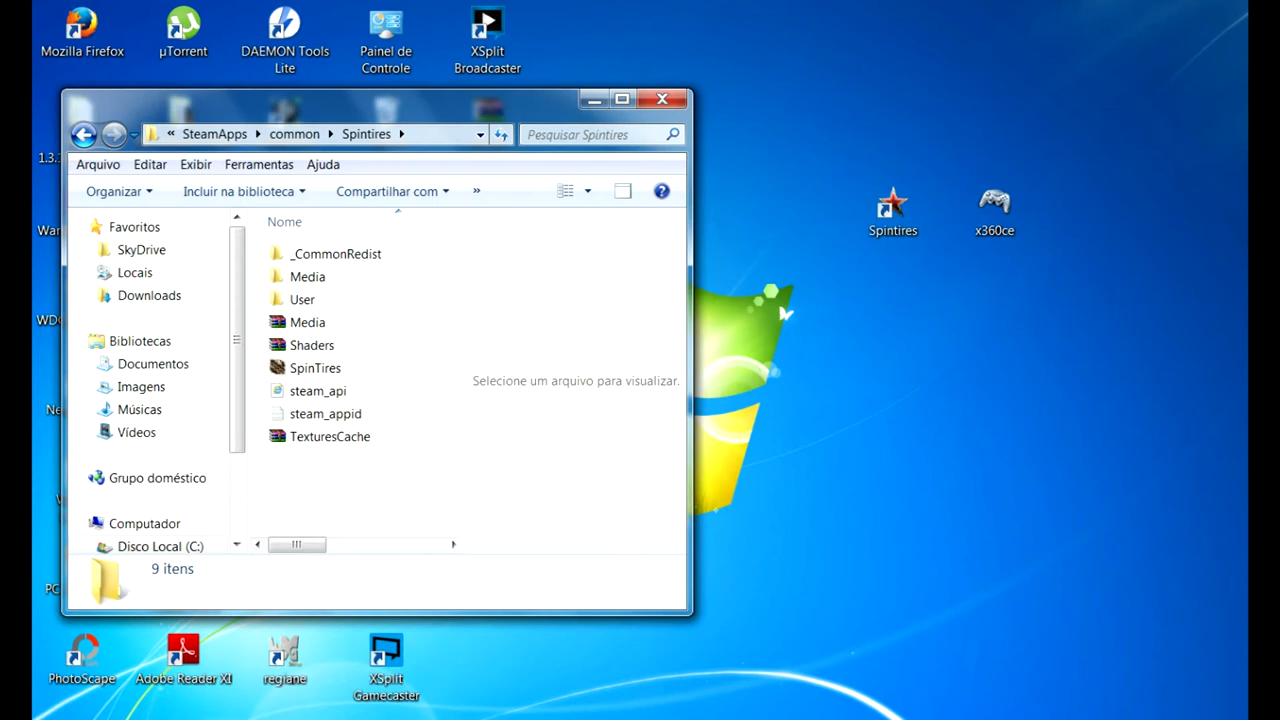 Mozilla Firefox
µTorrent
DAEMON Tools
Lite
Painel de
Controle
XSplit
Broadcaster
« SteamApps
common
Spintires
Pesquisar Spintires
Arquivo
Editar
Exibir
Ferramentas
Ajuda
Organizar
Incluir na biblioteca
Compartilhar com
»
Nome
Favoritos
SkyDrive
Locais
Downloads
Bibliotecas
Documentos
Imagens
Músicas
Vídeos
Grupo doméstico
Computador
Disco Local (C:)
_CommonRedist
Media
User
Media
Shaders
SpinTires
steam_api
steam_appid
TexturesCache
Selecione um arquivo para visualizar.
9 itens
Spintires
x360ce
PhotoScape
Adobe Reader XI
regiane
XSplit
Gamecaster